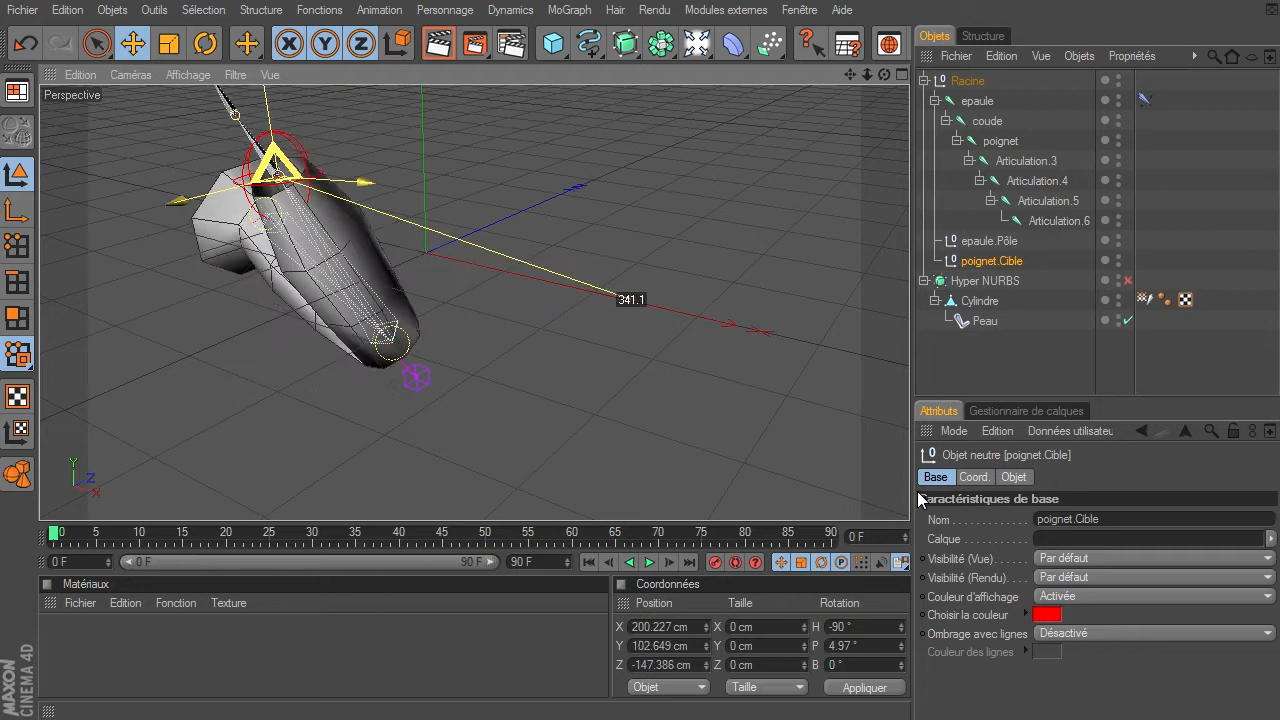 Fichier Edition Objets Outils Sélection Structure Fonctions Animation Personnage Dynamics MoGraph Hair Rendu Modules externes Fenêtre Aide
X Y Z
Objets Structure
Fichier Edition Vue Objets Propriétés
Edition Caméras Affichage Filtre Vue
Perspective
Racine
epaule
coude
poignet
Articulation.3
Articulation.4
Articulation.5
Articulation.6
epaule.Pôle
poignet.Cible
Hyper NURBS
Cylindre
Peau
341.1
Y
Z
X
Attributs Gestionnaire de calques
Mode Edition Données utilisateu
Objet neutre [poignet.Cible]
Base Coord. Objet
Caractéristiques de base
Nom poignet.Cible
Calque
Visibilité (Vue) Par défaut
Visibilité (Rendu) Par défaut
Couleur d'affichage Activée
Choisir la couleur
Ombrage avec lignes Désactivé
Couleur des lignes
0 5 10 15 20 25 30 35 40 45 50 55 60 65 70 75 80 85 90 0 F
0 F 0 F 90 F 90 F
Matériaux
Fichier Edition Fonction Texture
Coordonnées
Position Taille Rotation
X 200.227 cm X 0 cm H -90 °
Y 102.649 cm Y 0 cm P 4.97 °
Z -147.386 cm Z 0 cm B 0 °
Objet Taille Appliquer
MAXON
CINEMA 4D